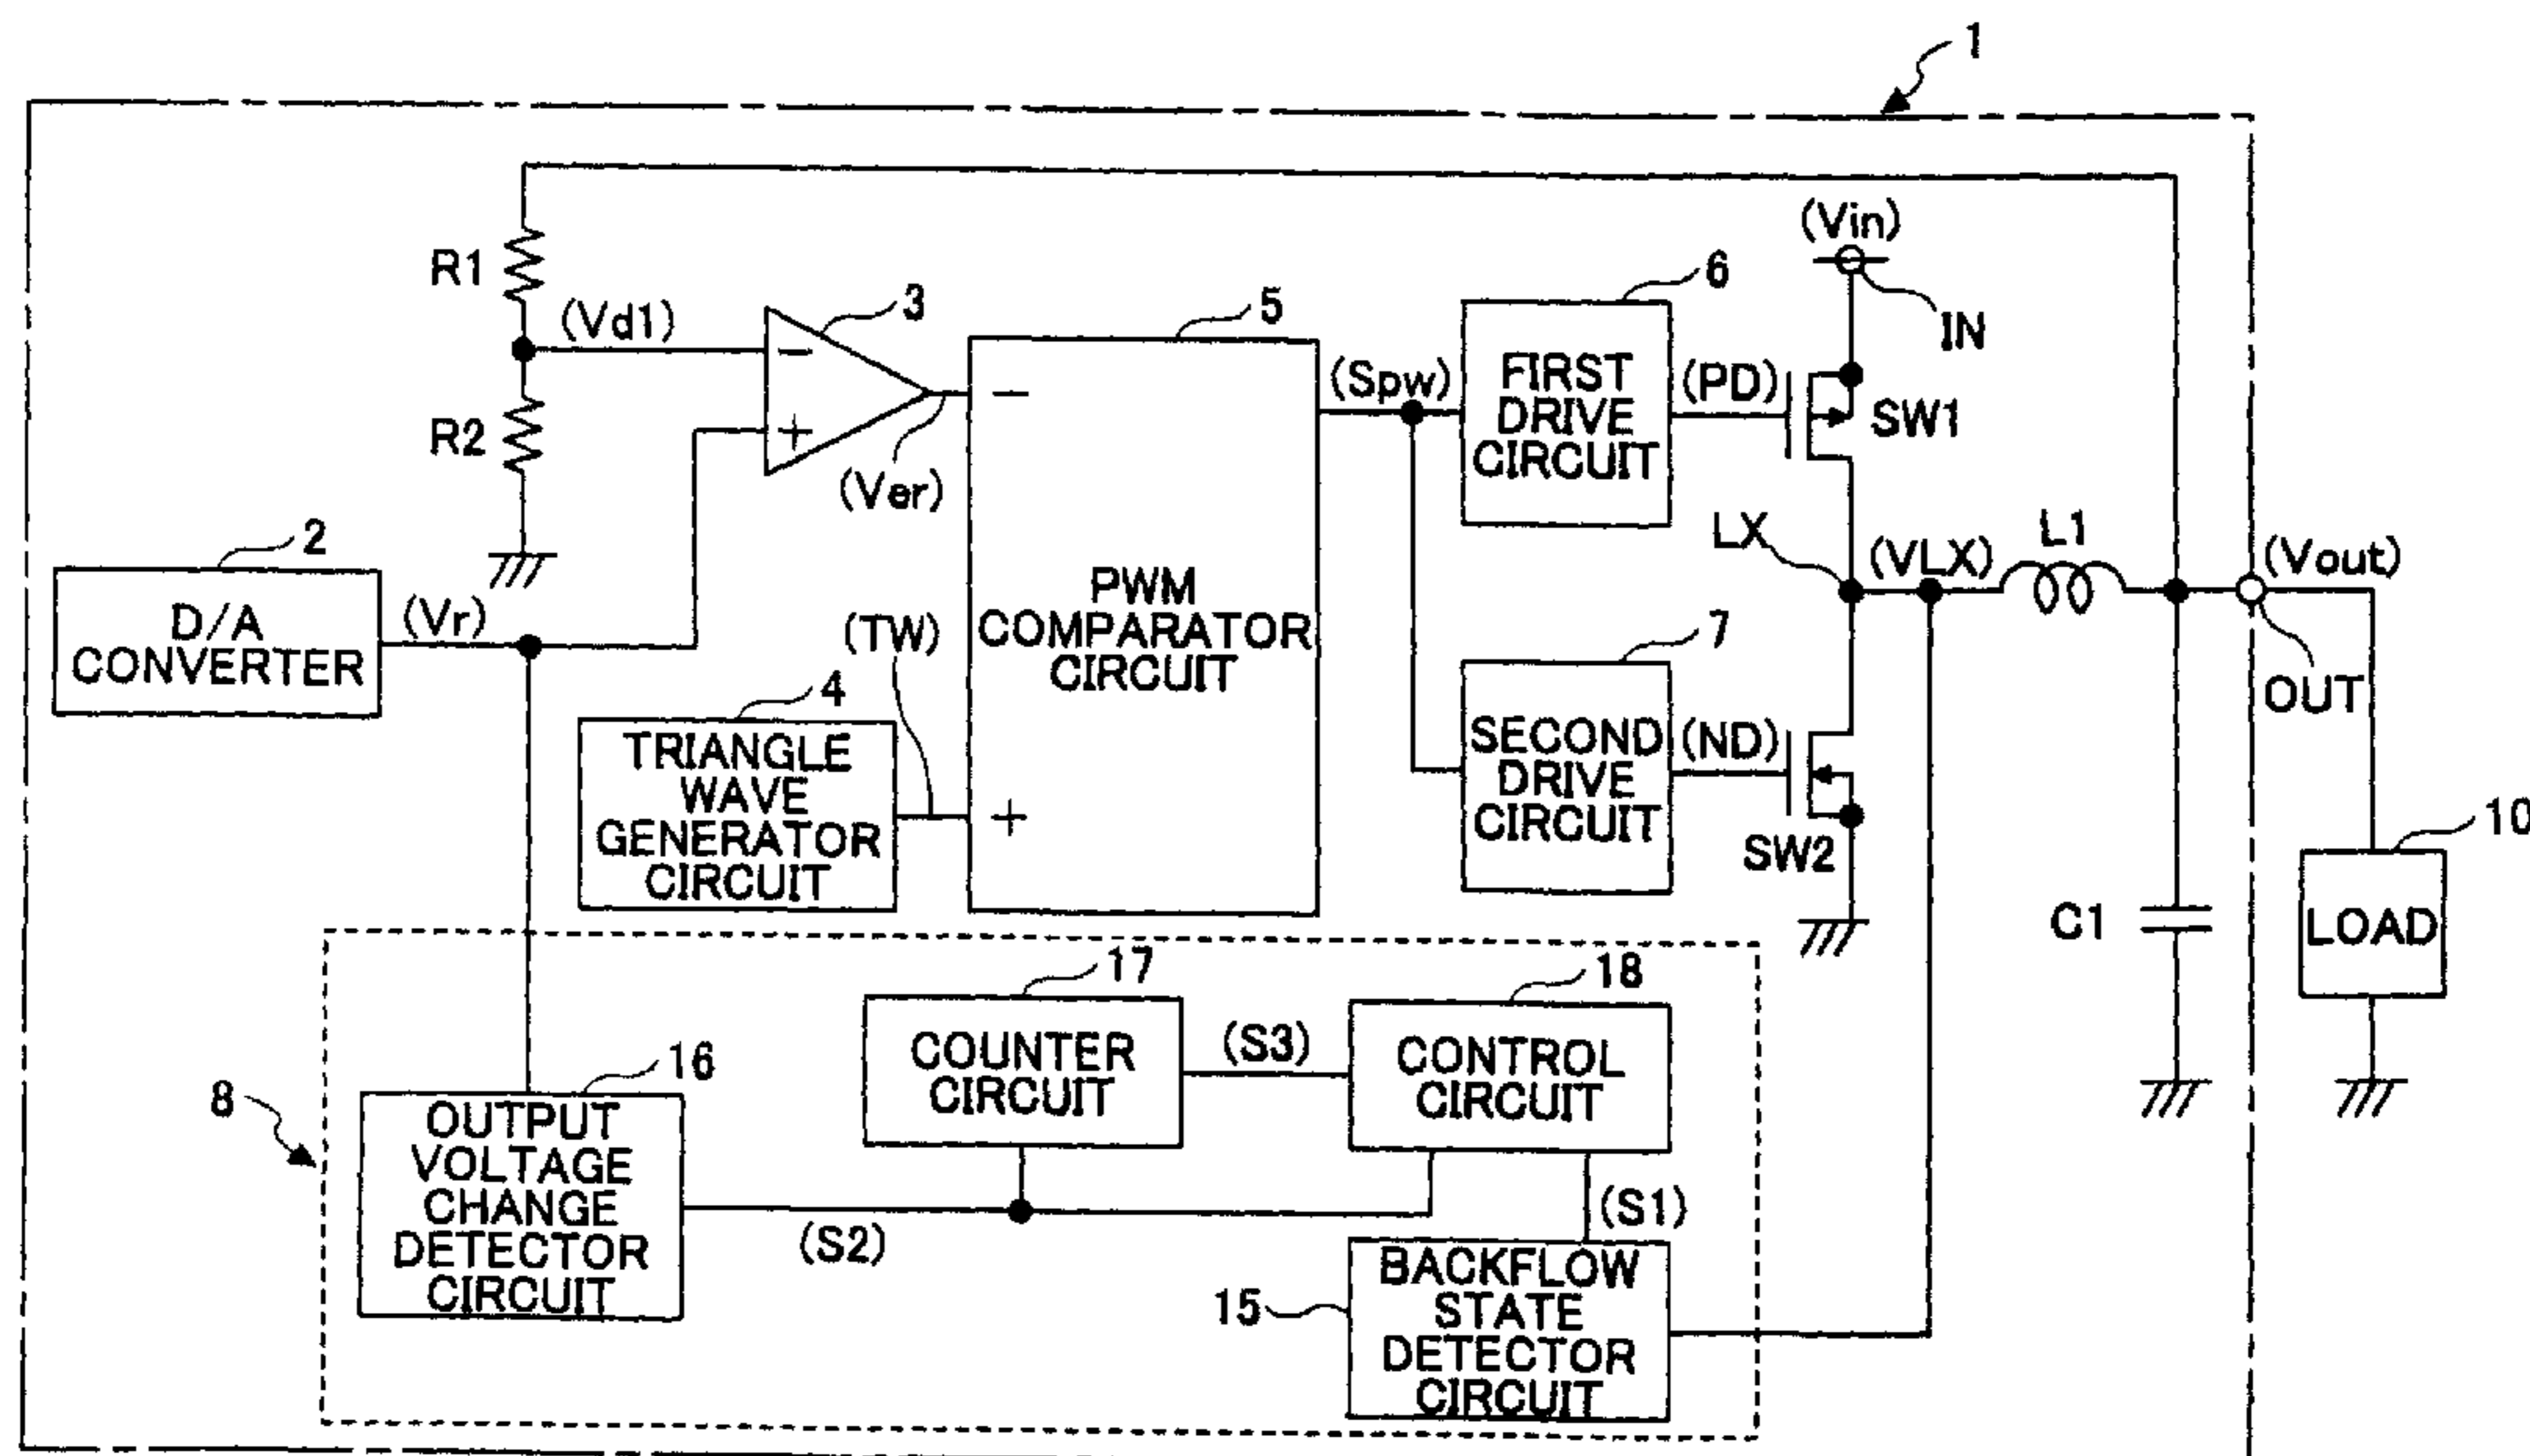 1
(Vin)
R1
(Vd1)
3
5
6
IN
−
+
R2
(Ver)
−
(Spw)
FIRST
DRIVE
CIRCUIT
(PD)
SW1
2
D/A
CONVERTER
(Vr)
4
TRIANGLE
WAVE
GENERATOR
CIRCUIT
(TW)
+
PWM
COMPARATOR
CIRCUIT
LX
(VLX)
L1
(Vout)
OUT
7
SECOND
DRIVE
CIRCUIT
(ND)
SW2
C1
10
LOAD
8
16
OUTPUT
VOLTAGE
CHANGE
DETECTOR
CIRCUIT
17
COUNTER
CIRCUIT
(S3)
18
CONTROL
CIRCUIT
(S2)
(S1)
15
BACKFLOW
STATE
DETECTOR
CIRCUIT